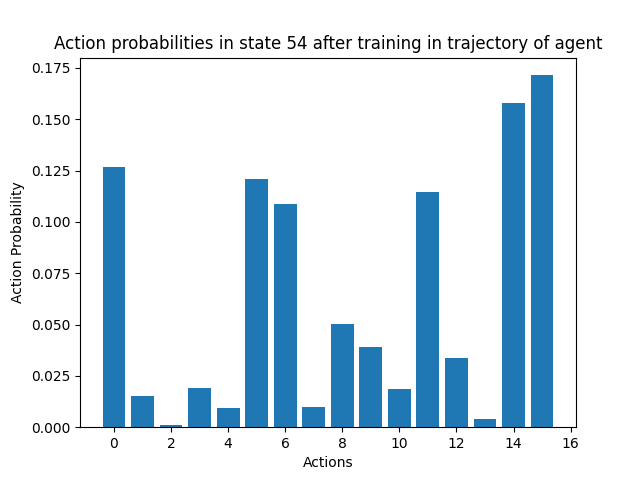 Action probabilities in state 54 after training in trajectory of agent
0.175
0.150
0.125
0.100
0.075
0.050
0.025
0.000
Action Probability
0 2 4 6 8 10 12 14 16
Actions